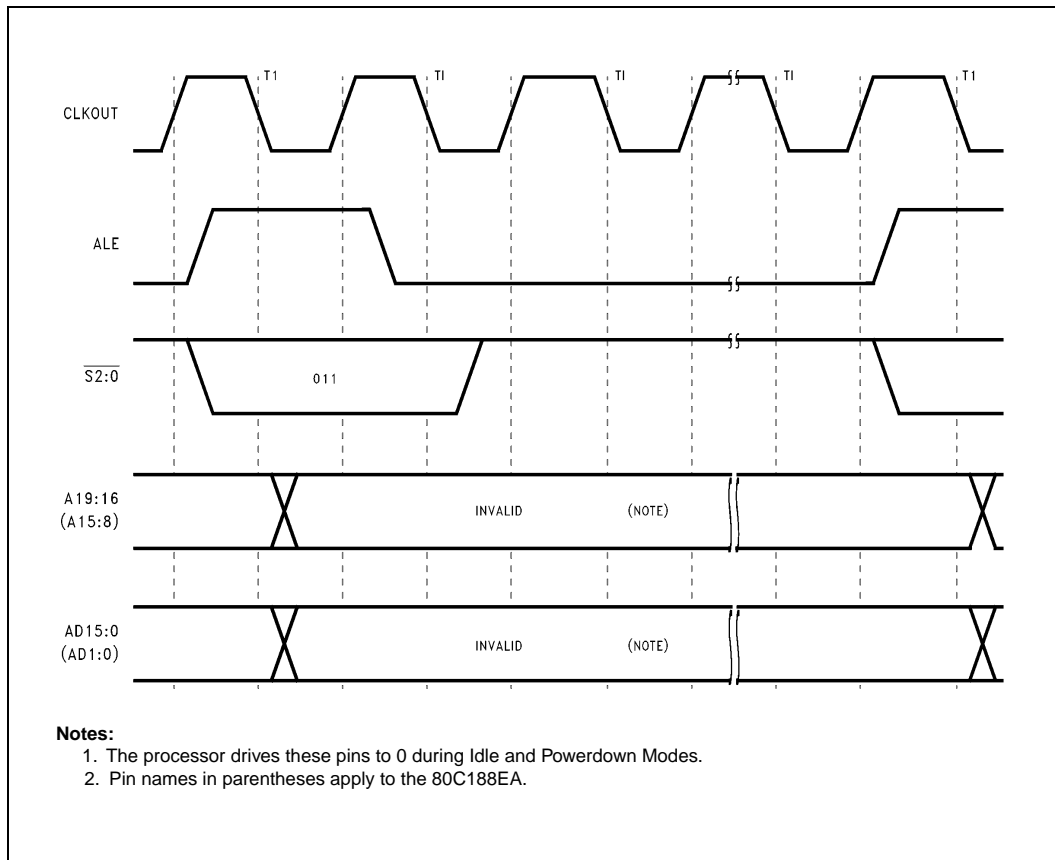 T1 TI TI TI T1
CLKOUT
ALE
S2:0
011
A19:16
(A15:8)
INVALID (NOTE)
AD15:0
(AD1:0)
INVALID (NOTE)
Notes:
1. The processor drives these pins to 0 during Idle and Powerdown Modes.
2. Pin names in parentheses apply to the 80C188EA.